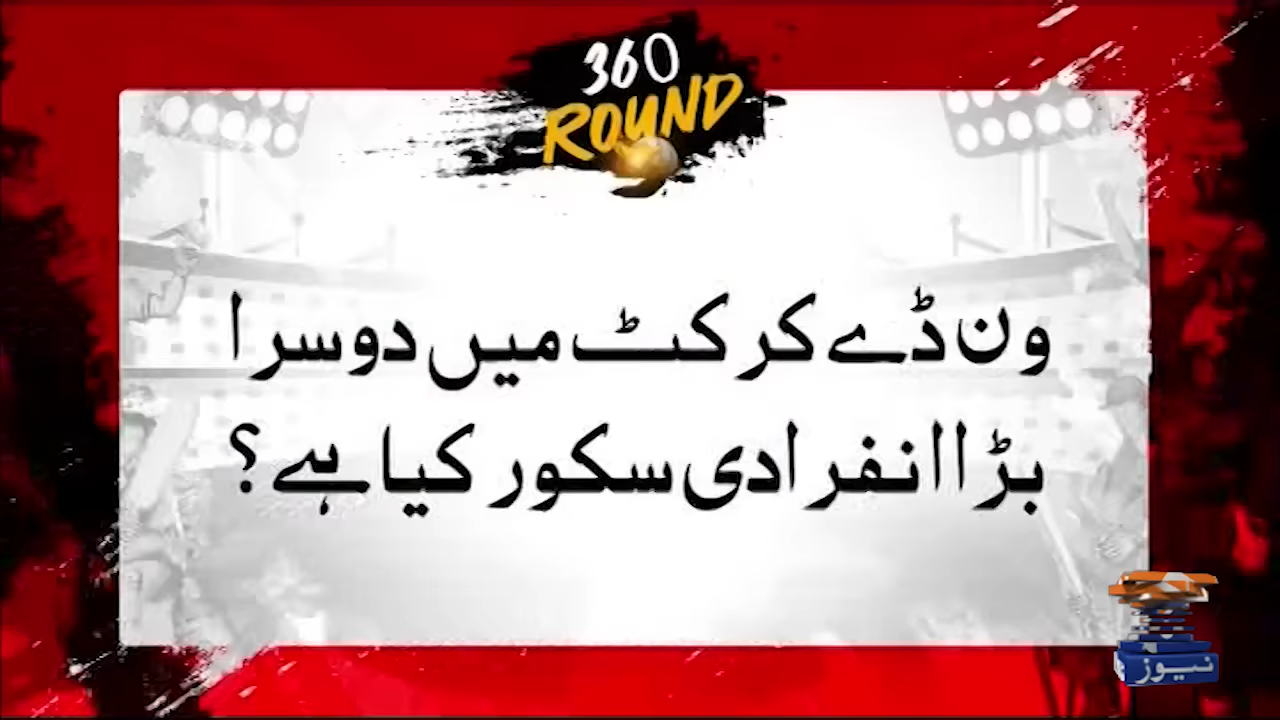 360
ROUND
ون ڈے کرکٹ میں دوسرا
بڑا انفرادی سکور کیا ہے؟
نیوز